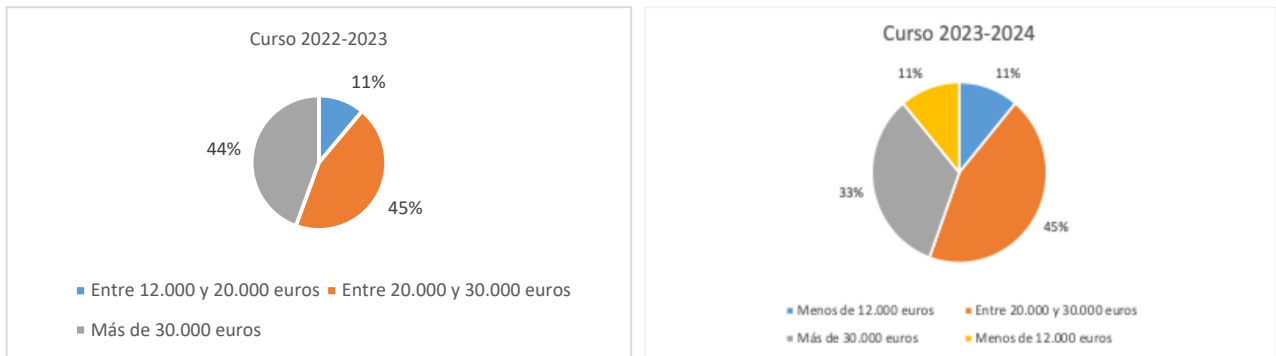 Curso 2022-2023
11%
44%
45%
Entre 12.000 y 20.000 euros Entre 20.000 y 30.000 euros
Más de 30.000 euros
Curso 2023-2024
11% 11%
33%
45%
Menos de 12.000 euros Entre 20.000 y 30.000 euros
Más de 30.000 euros Menos de 12.000 euros